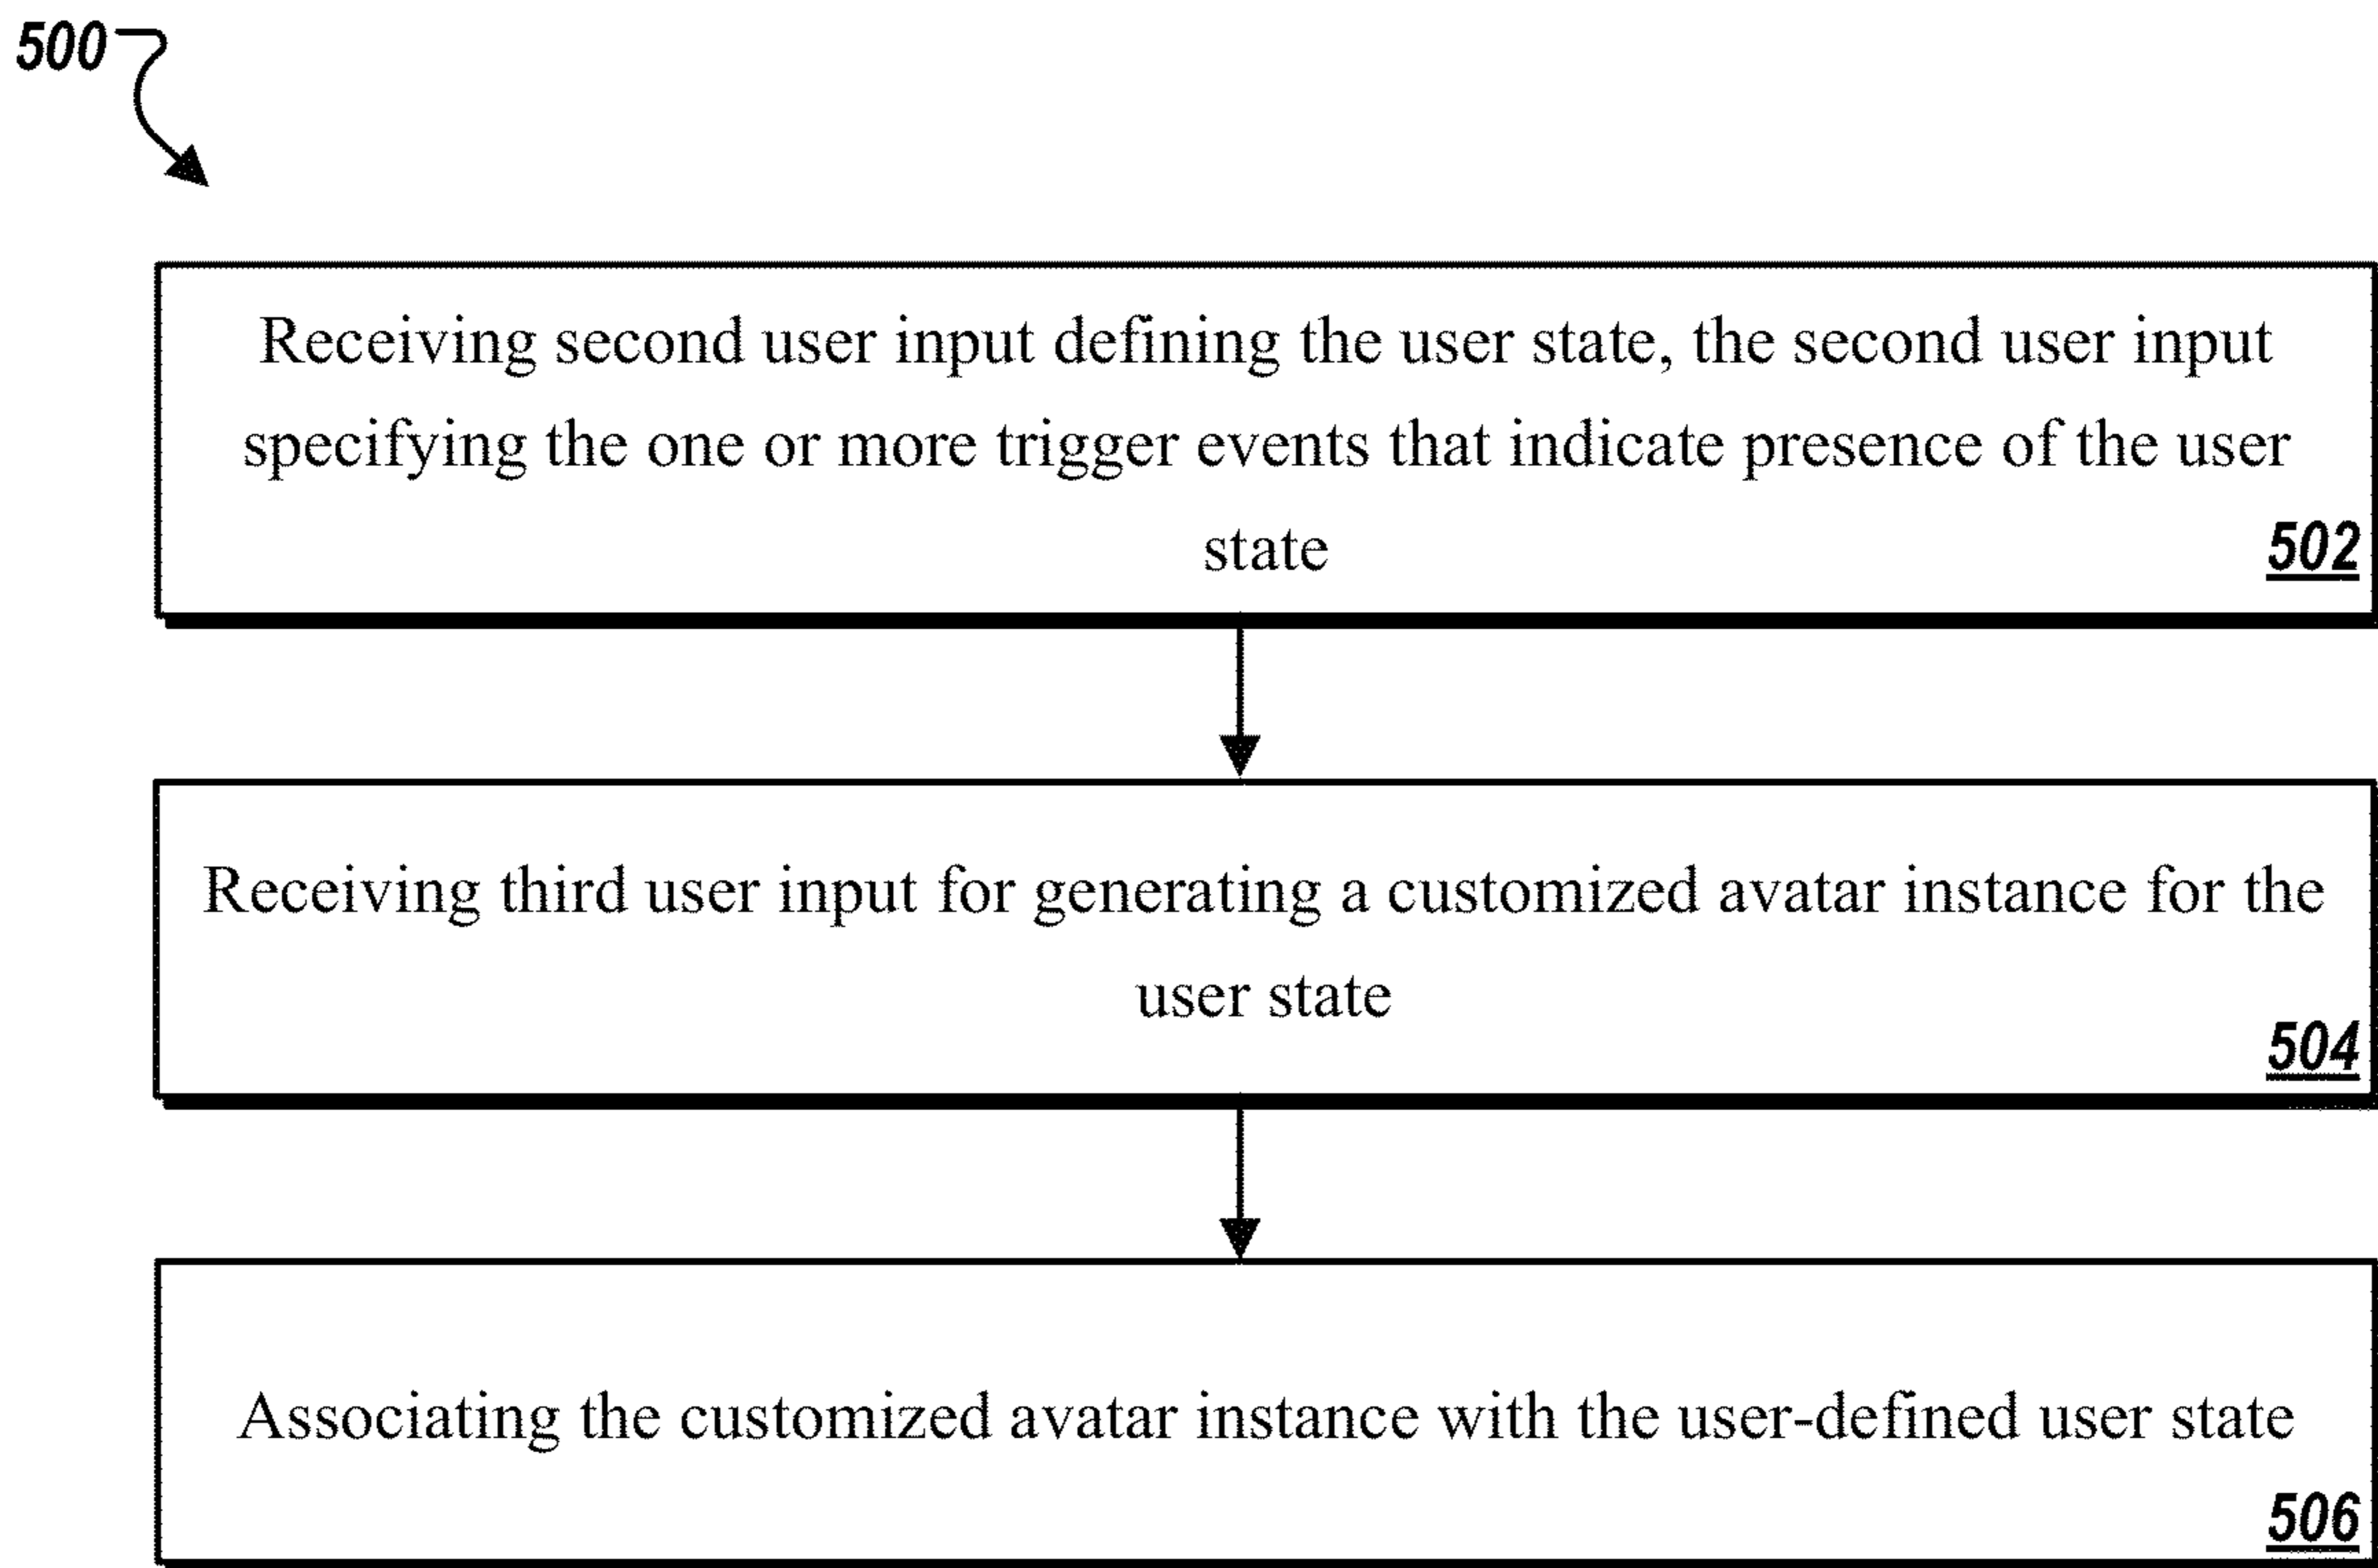 500
Receiving second user input defining the user state, the second user input
specifying the one or more trigger events that indicate presence of the user
state
502
Receiving third user input for generating a customized avatar instance for the
user state
504
Associating the customized avatar instance with the user-defined user state
506